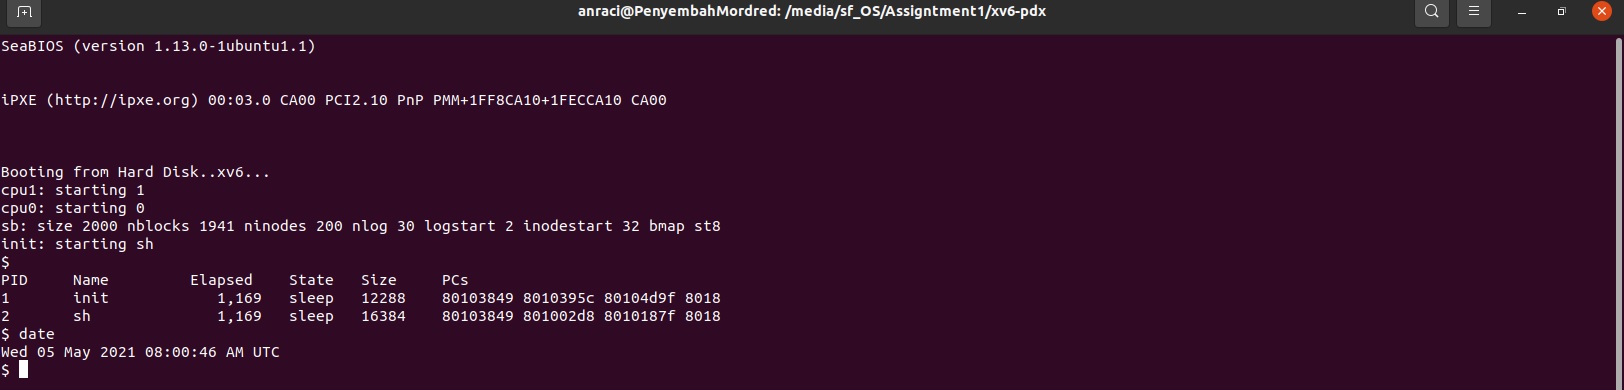 anraci@PenyembahMordred: /media/sf_OS/Assigntment1/xv6-pdx
SeaBIOS (version 1.13.0-1ubuntu1.1)
iPXE (http://ipxe.org) 00:03.0 CA00 PCI2.10 PnP PMM+1FF8CA10+1FECCA10 CA00
Booting from Hard Disk..xv6...
cpu1: starting 1
cpu0: starting 0
sb: size 2000 nblocks 1941 ninodes 200 nlog 30 logstart 2 inodestart 32 bmap st8
init: starting sh
$
PID Name Elapsed State Size PCs
1 init 1,169 sleep 12288 80103849 8010395c 80104d9f 8018
2 sh 1,169 sleep 16384 80103849 801002d8 8010187f 8018
$ date
Wed 05 May 2021 08:00:46 AM UTC
$